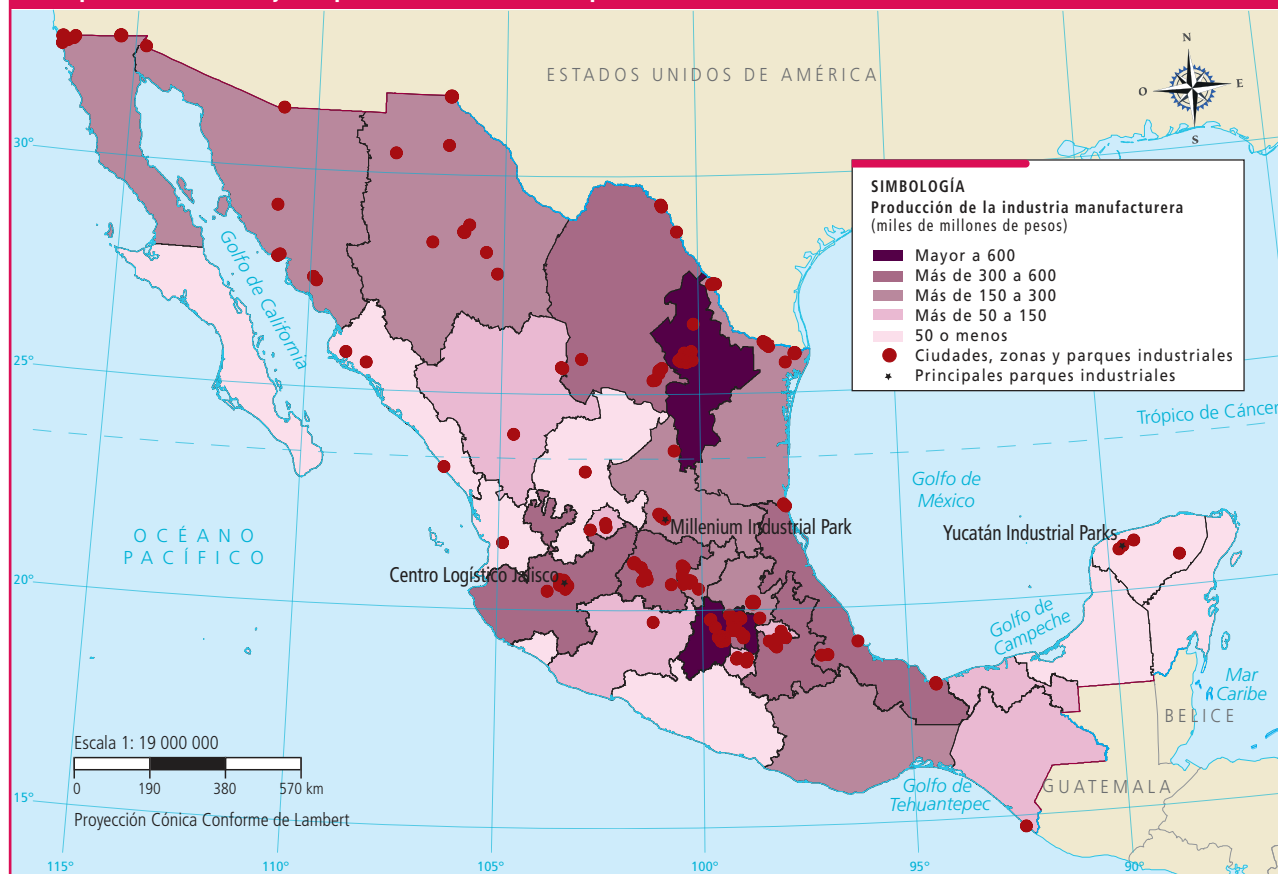 ESTADOS UNIDOS DE AMÉRICA
N
O
E
S
30°
25°
20°
15°
SIMBOLOGÍA
Producción de la industria manufacturera
(miles de millones de pesos)
Mayor a 600
Más de 300 a 600
Más de 150 a 300
Más de 50 a 150
50 o menos
Ciudades, zonas y parques industriales
Principales parques industriales
Golfo de California
Trópico de Cáncer
Golfo de
México
OCÉANO
PACÍFICO
Millenium Industrial Park
Yucatán Industrial Parks
Centro Logístico Jalisco
Golfo de
Campeche
Mar
Caribe
BELICE
GUATEMALA
Golfo de
Tehuantepec
Escala 1: 19 000 000
0 190 380 570 km
Proyección Cónica Conforme de Lambert
115° 110° 105° 100° 95° 90°